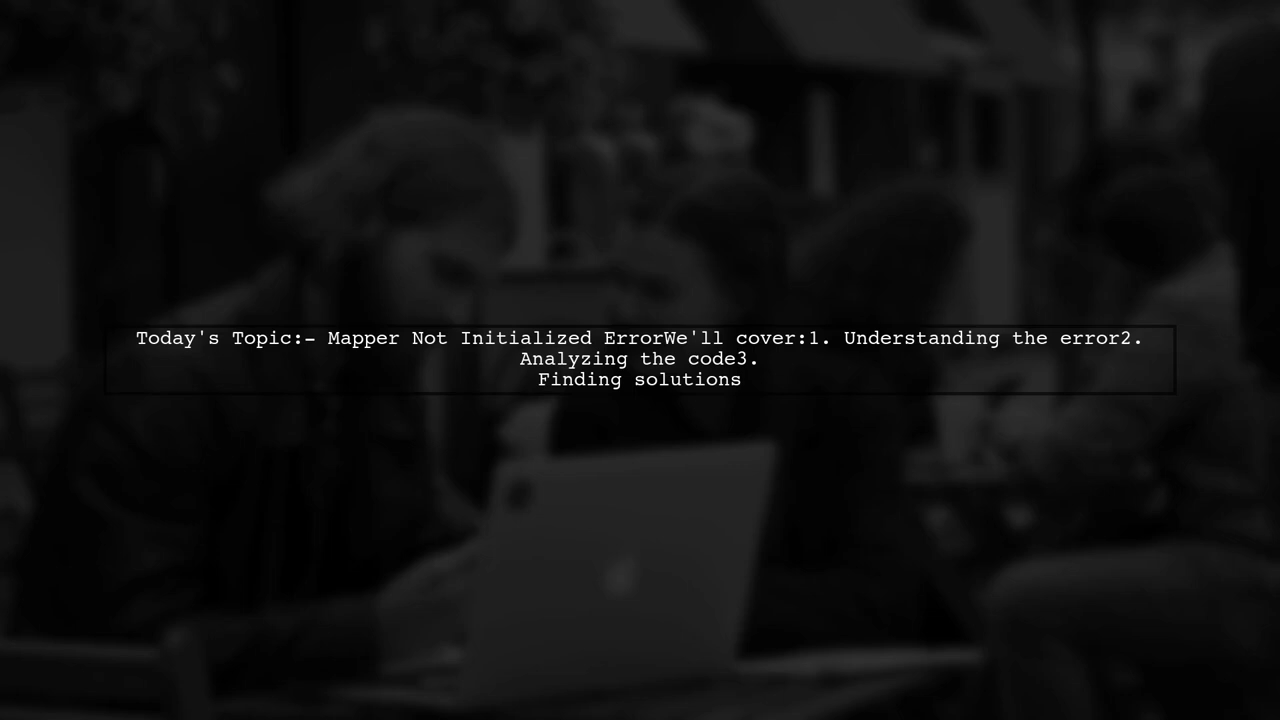 Today's Topic:- Mapper Not Initialized ErrorWe'll cover:1. Understanding the error2.
Analyzing the code3.
Finding solutions